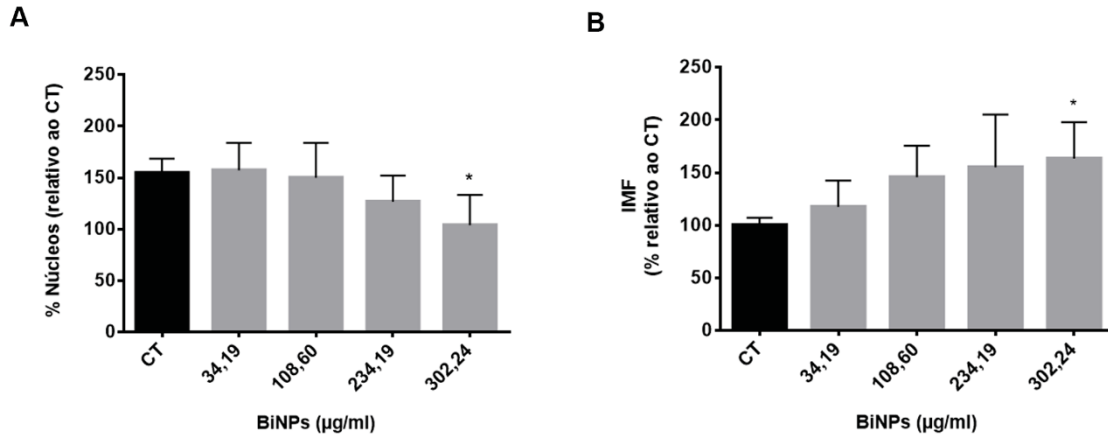 A
% Núcleos (relativo ao CT)
250
200
150
100
50
0
*
CT
34,19
108,60
234,19
302,24
BiNPs (µg/ml)
B
IMF
(% relativo ao CT)
250
200
150
100
50
0
*
CT
34,19
108,60
234,19
302,24
BiNPs (µg/ml)